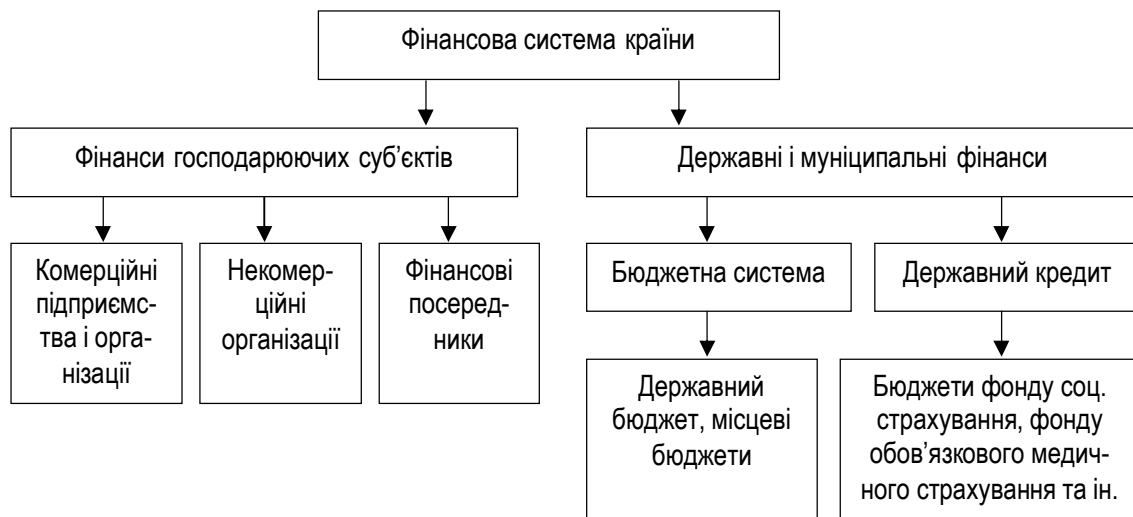 Фінансова система країни
Фінанси господарюючих суб’єктів
Державні і муніципальні фінанси
Комерційні
підприємс-
тва і орга-
нізації
Некомер-
ційні
організації
Фінансові
посеред-
ники
Бюджетна система
Державний кредит
Державний
бюджет, місцеві
бюджети
Бюджети фонду соц.
страхування, фонду
обов’язкового медич-
ного страхування та ін.